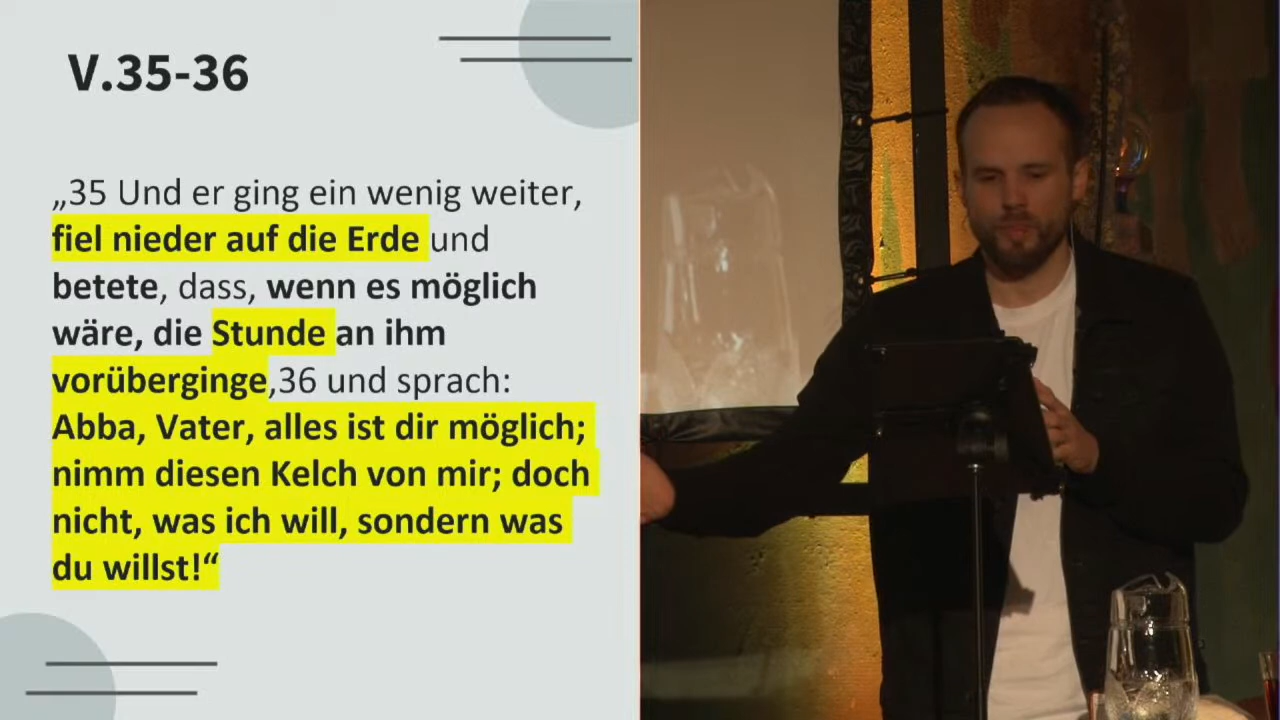 V.35-36
„35 Und er ging ein wenig weiter,
fiel nieder auf die Erde und
betete, dass, wenn es möglich
wäre, die Stunde an ihm
vorüberginge,36 und sprach:
Abba, Vater, alles ist dir möglich;
nimm diesen Kelch von mir; doch
nicht, was ich will, sondern was
du willst!“